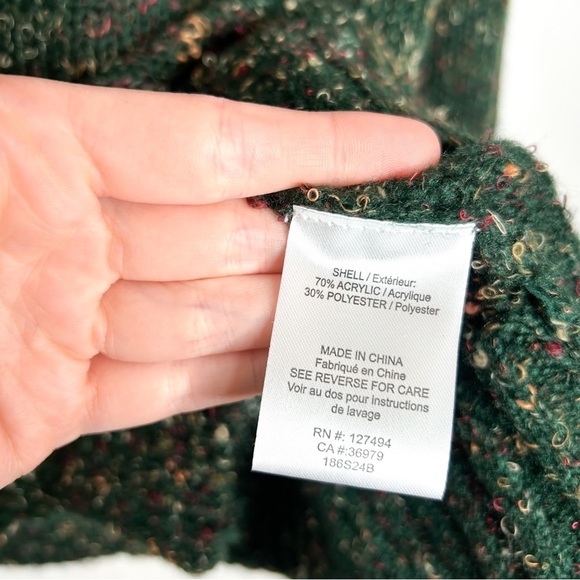 SHELL / Extérieur:
70% ACRYLIC / Acrylique
30% POLYESTER / Polyester
MADE IN CHINA
Fabriqué en Chine
SEE REVERSE FOR CARE
Voir au dos pour instructions
de lavage
RN #: 127494
CA #:36979
186S24B